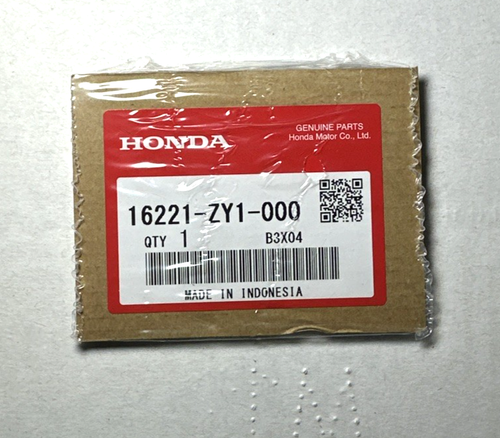 GENUINE PARTS
HONDA Honda Motor Co., Ltd.
16221-ZY1-000
QTY 1 B3X04
MADE IN INDONESIA